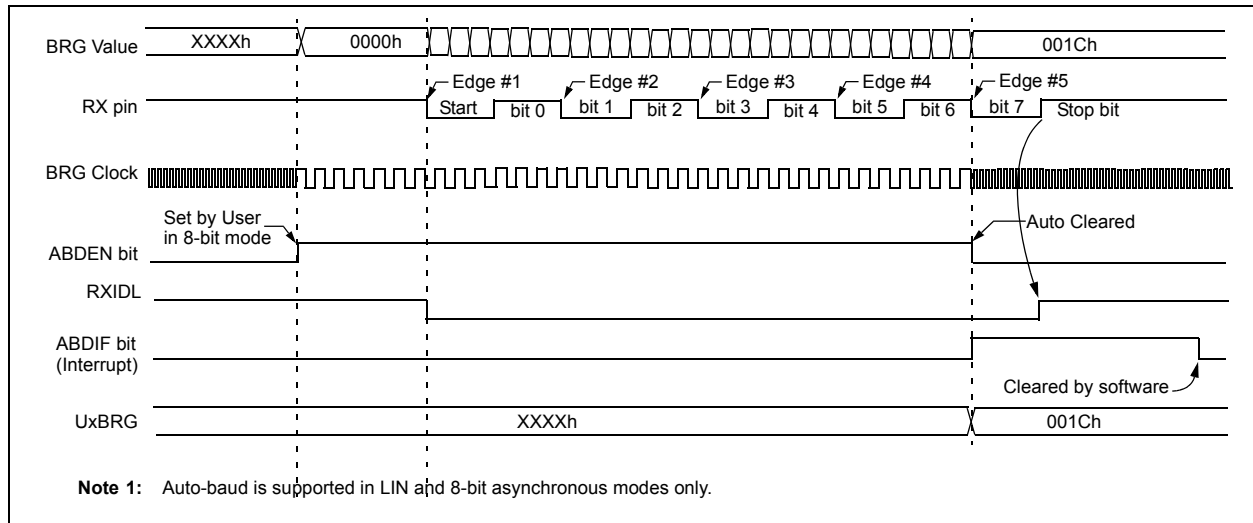 BRG Value XXXXh 0000h 001Ch
Edge #1 Edge #2 Edge #3 Edge #4 Edge #5
RX pin Start bit 0 bit 1 bit 2 bit 3 bit 4 bit 5 bit 6 bit 7 Stop bit
BRG Clock
Set by User
in 8-bit mode
Auto Cleared
ABDEN bit
RXIDL
ABDIF bit
(Interrupt)
Cleared by software
UxBRG XXXXh 001Ch
Note 1: Auto-baud is supported in LIN and 8-bit asynchronous modes only.